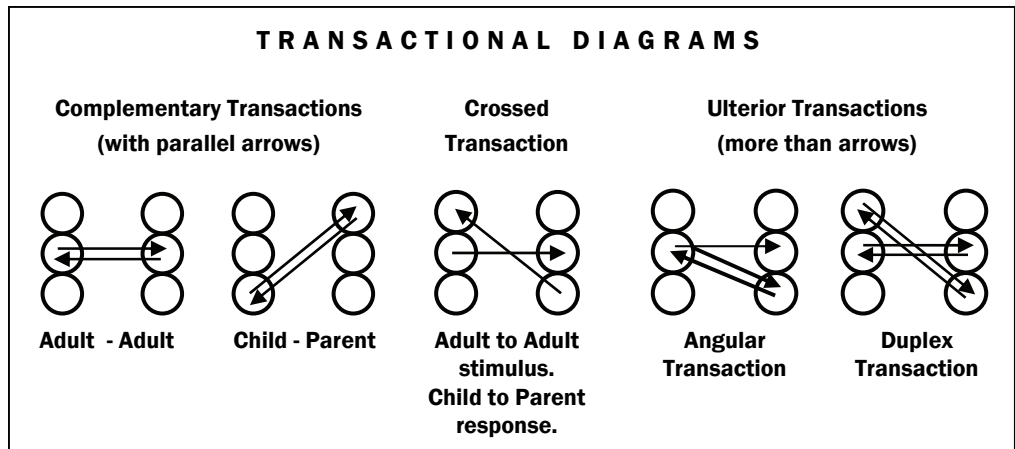 TRANSACTIONAL DIAGRAMS
Complementary Transactions
(with parallel arrows)
Crossed
Transaction
Ulterior Transactions
(more than arrows)
Adult - Adult
Child - Parent
Adult to Adult
stimulus.
Child to Parent
response.
Angular
Transaction
Duplex
Transaction